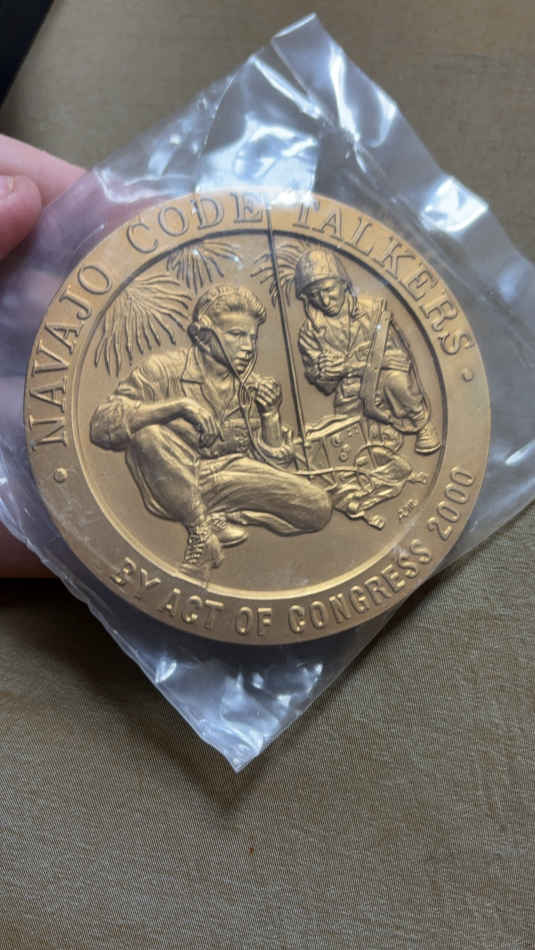 NAVAJO CODE TALKERS
BY ACT OF CONGRESS 2000